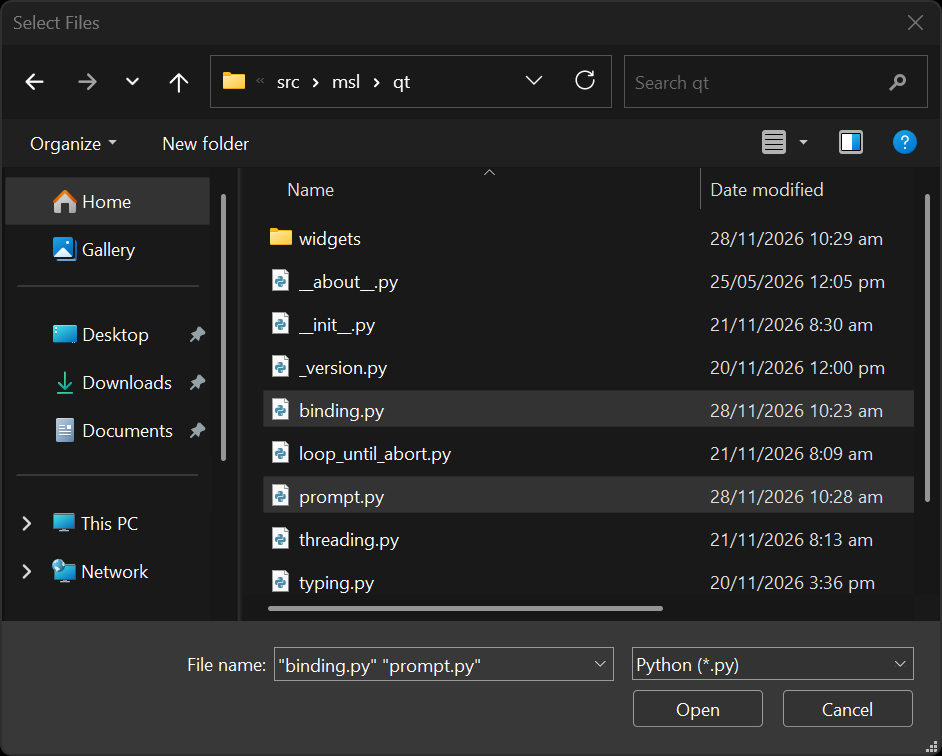 Select Files
src › msl › qt
Search qt
Organize
New folder
Home
Gallery
Desktop
Downloads
Documents
This PC
Network
Name Date modified
widgets 28/11/2026 10:29 am
__about__.py 25/05/2026 12:05 pm
__init__.py 21/11/2026 8:30 am
_version.py 20/11/2026 12:00 pm
binding.py 28/11/2026 10:23 am
loop_until_abort.py 21/11/2026 8:09 am
prompt.py 28/11/2026 10:28 am
threading.py 21/11/2026 8:13 am
typing.py 20/11/2026 3:36 pm
File name: "binding.py" "prompt.py"
Python (*.py)
Open
Cancel